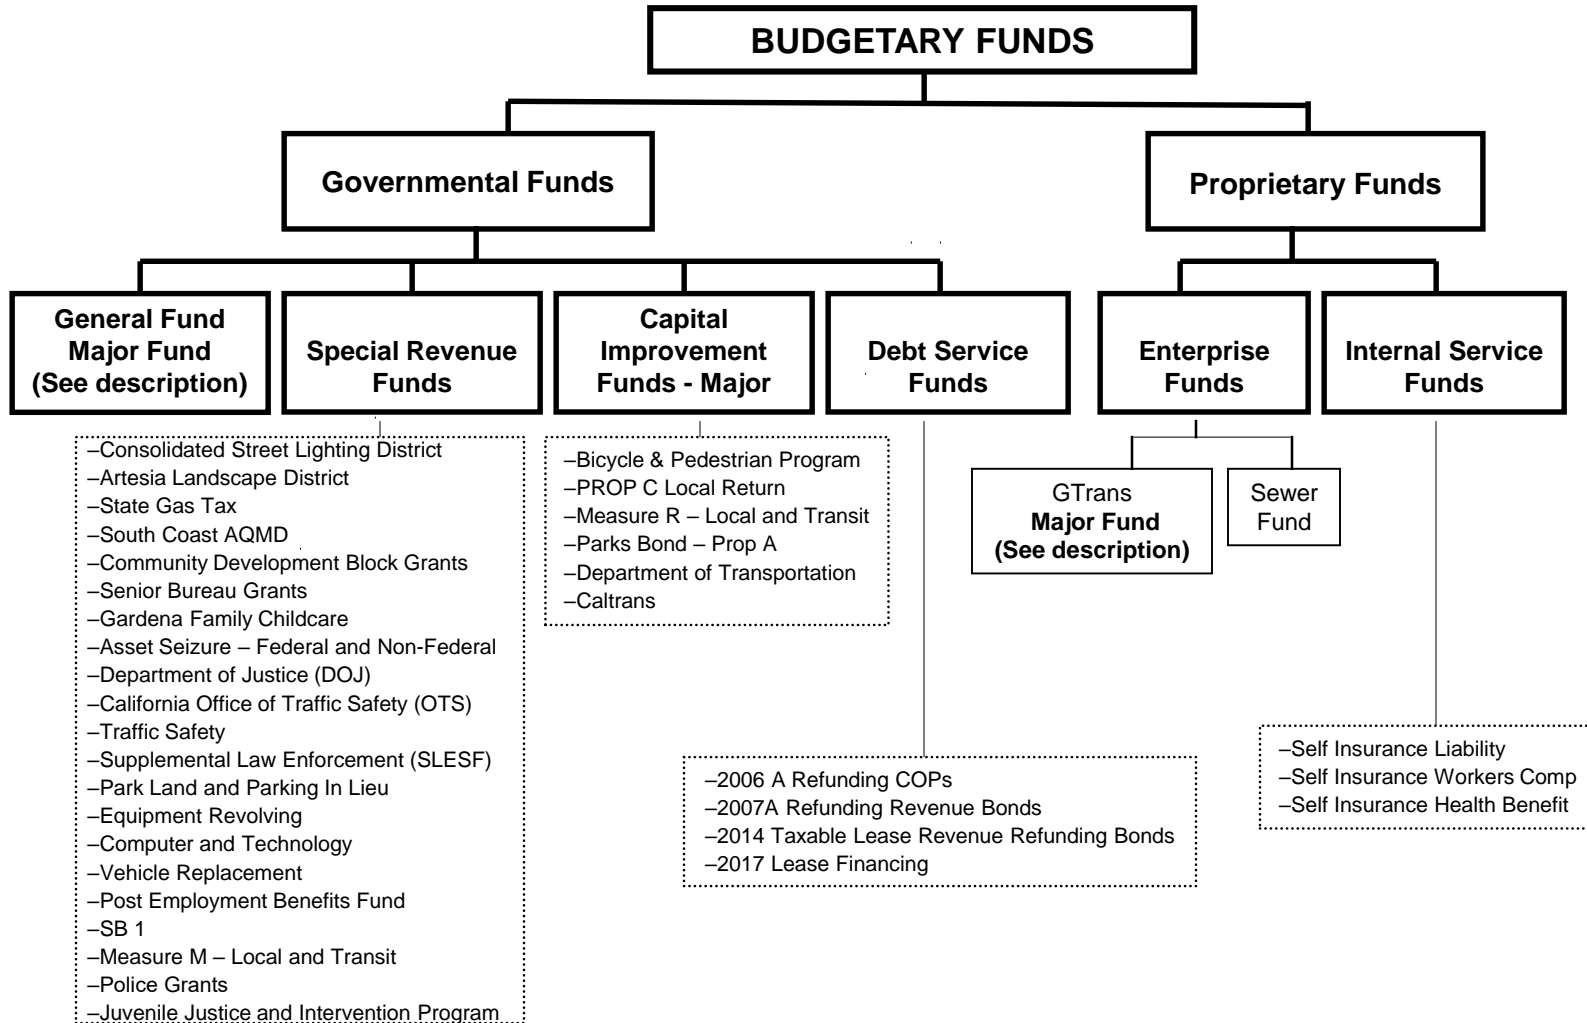 BUDGETARY FUNDS
Governmental Funds
Proprietary Funds
General Fund
Major Fund
(See description)
Special Revenue
Funds
Capital
Improvement
Funds - Major
Debt Service
Funds
Enterprise
Funds
Internal Service
Funds
–Consolidated Street Lighting District
–Artesia Landscape District
–State Gas Tax
–South Coast AQMD
–Community Development Block Grants
–Senior Bureau Grants
–Gardena Family Childcare
–Asset Seizure – Federal and Non-Federal
–Department of Justice (DOJ)
–California Office of Traffic Safety (OTS)
–Traffic Safety
–Supplemental Law Enforcement (SLESF)
–Park Land and Parking In Lieu
–Equipment Revolving
–Computer and Technology
–Vehicle Replacement
–Post Employment Benefits Fund
–SB 1
–Measure M – Local and Transit
–Police Grants
–Juvenile Justice and Intervention Program
–Bicycle & Pedestrian Program
–PROP C Local Return
–Measure R – Local and Transit
–Parks Bond – Prop A
–Department of Transportation
–Caltrans
–2006 A Refunding COPs
–2007A Refunding Revenue Bonds
–2014 Taxable Lease Revenue Refunding Bonds
–2017 Lease Financing
GTrans
Major Fund
(See description)
Sewer
Fund
–Self Insurance Liability
–Self Insurance Workers Comp
–Self Insurance Health Benefit